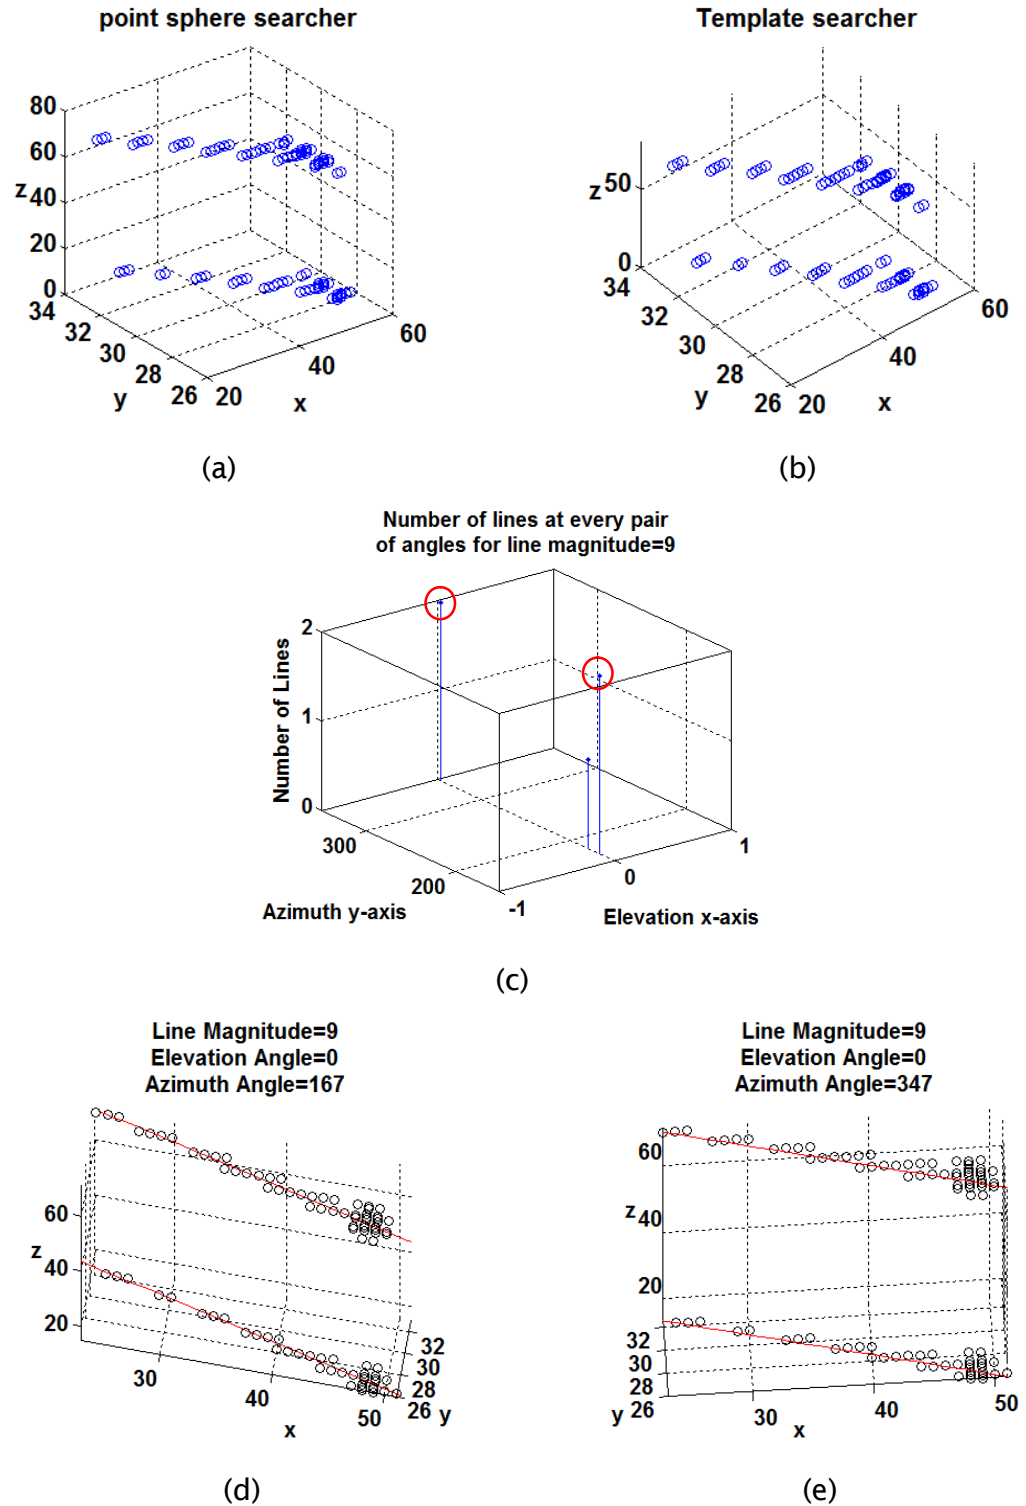 point sphere searcher
80
60
z
40
20
0
34
32
30
28
26
y
20
40
60
x
(a)
Template searcher
z
50
0
34
32
30
28
26
y
20
40
60
x
(b)
Number of lines at every pair
of angles for line magnitude=9
Number of Lines
2
1
0
300
200
Azimuth y-axis
-1
0
1
Elevation x-axis
(c)
Line Magnitude=9
Elevation Angle=0
Azimuth Angle=167
60
z
40
20
30
40
50
x
32
30
28
26
y
(d)
Line Magnitude=9
Elevation Angle=0
Azimuth Angle=347
60
z
40
20
32
30
28
y
26
30
40
50
x
(e)